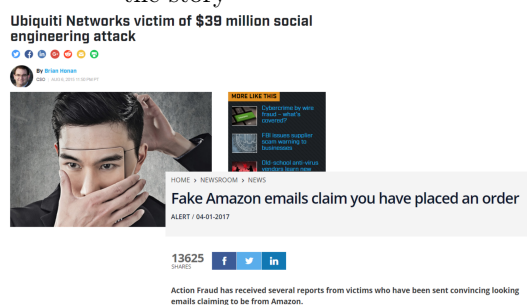 the story
Ubiquiti Networks victim of $39 million social
engineering attack
By Brian Honan
MORE LIKE THIS
Cybercrime by wire
fraud – what's
covered?
FBI issues supplier
scam warning to
businesses
Old-school anti-virus
vendors learn new
HOME > NEWSROOM > NEWS
Fake Amazon emails claim you have placed an order
ALERT / 04-01-2017
13625
SHARES
Action Fraud has received several reports from victims who have been sent convincing looking
emails claiming to be from Amazon.